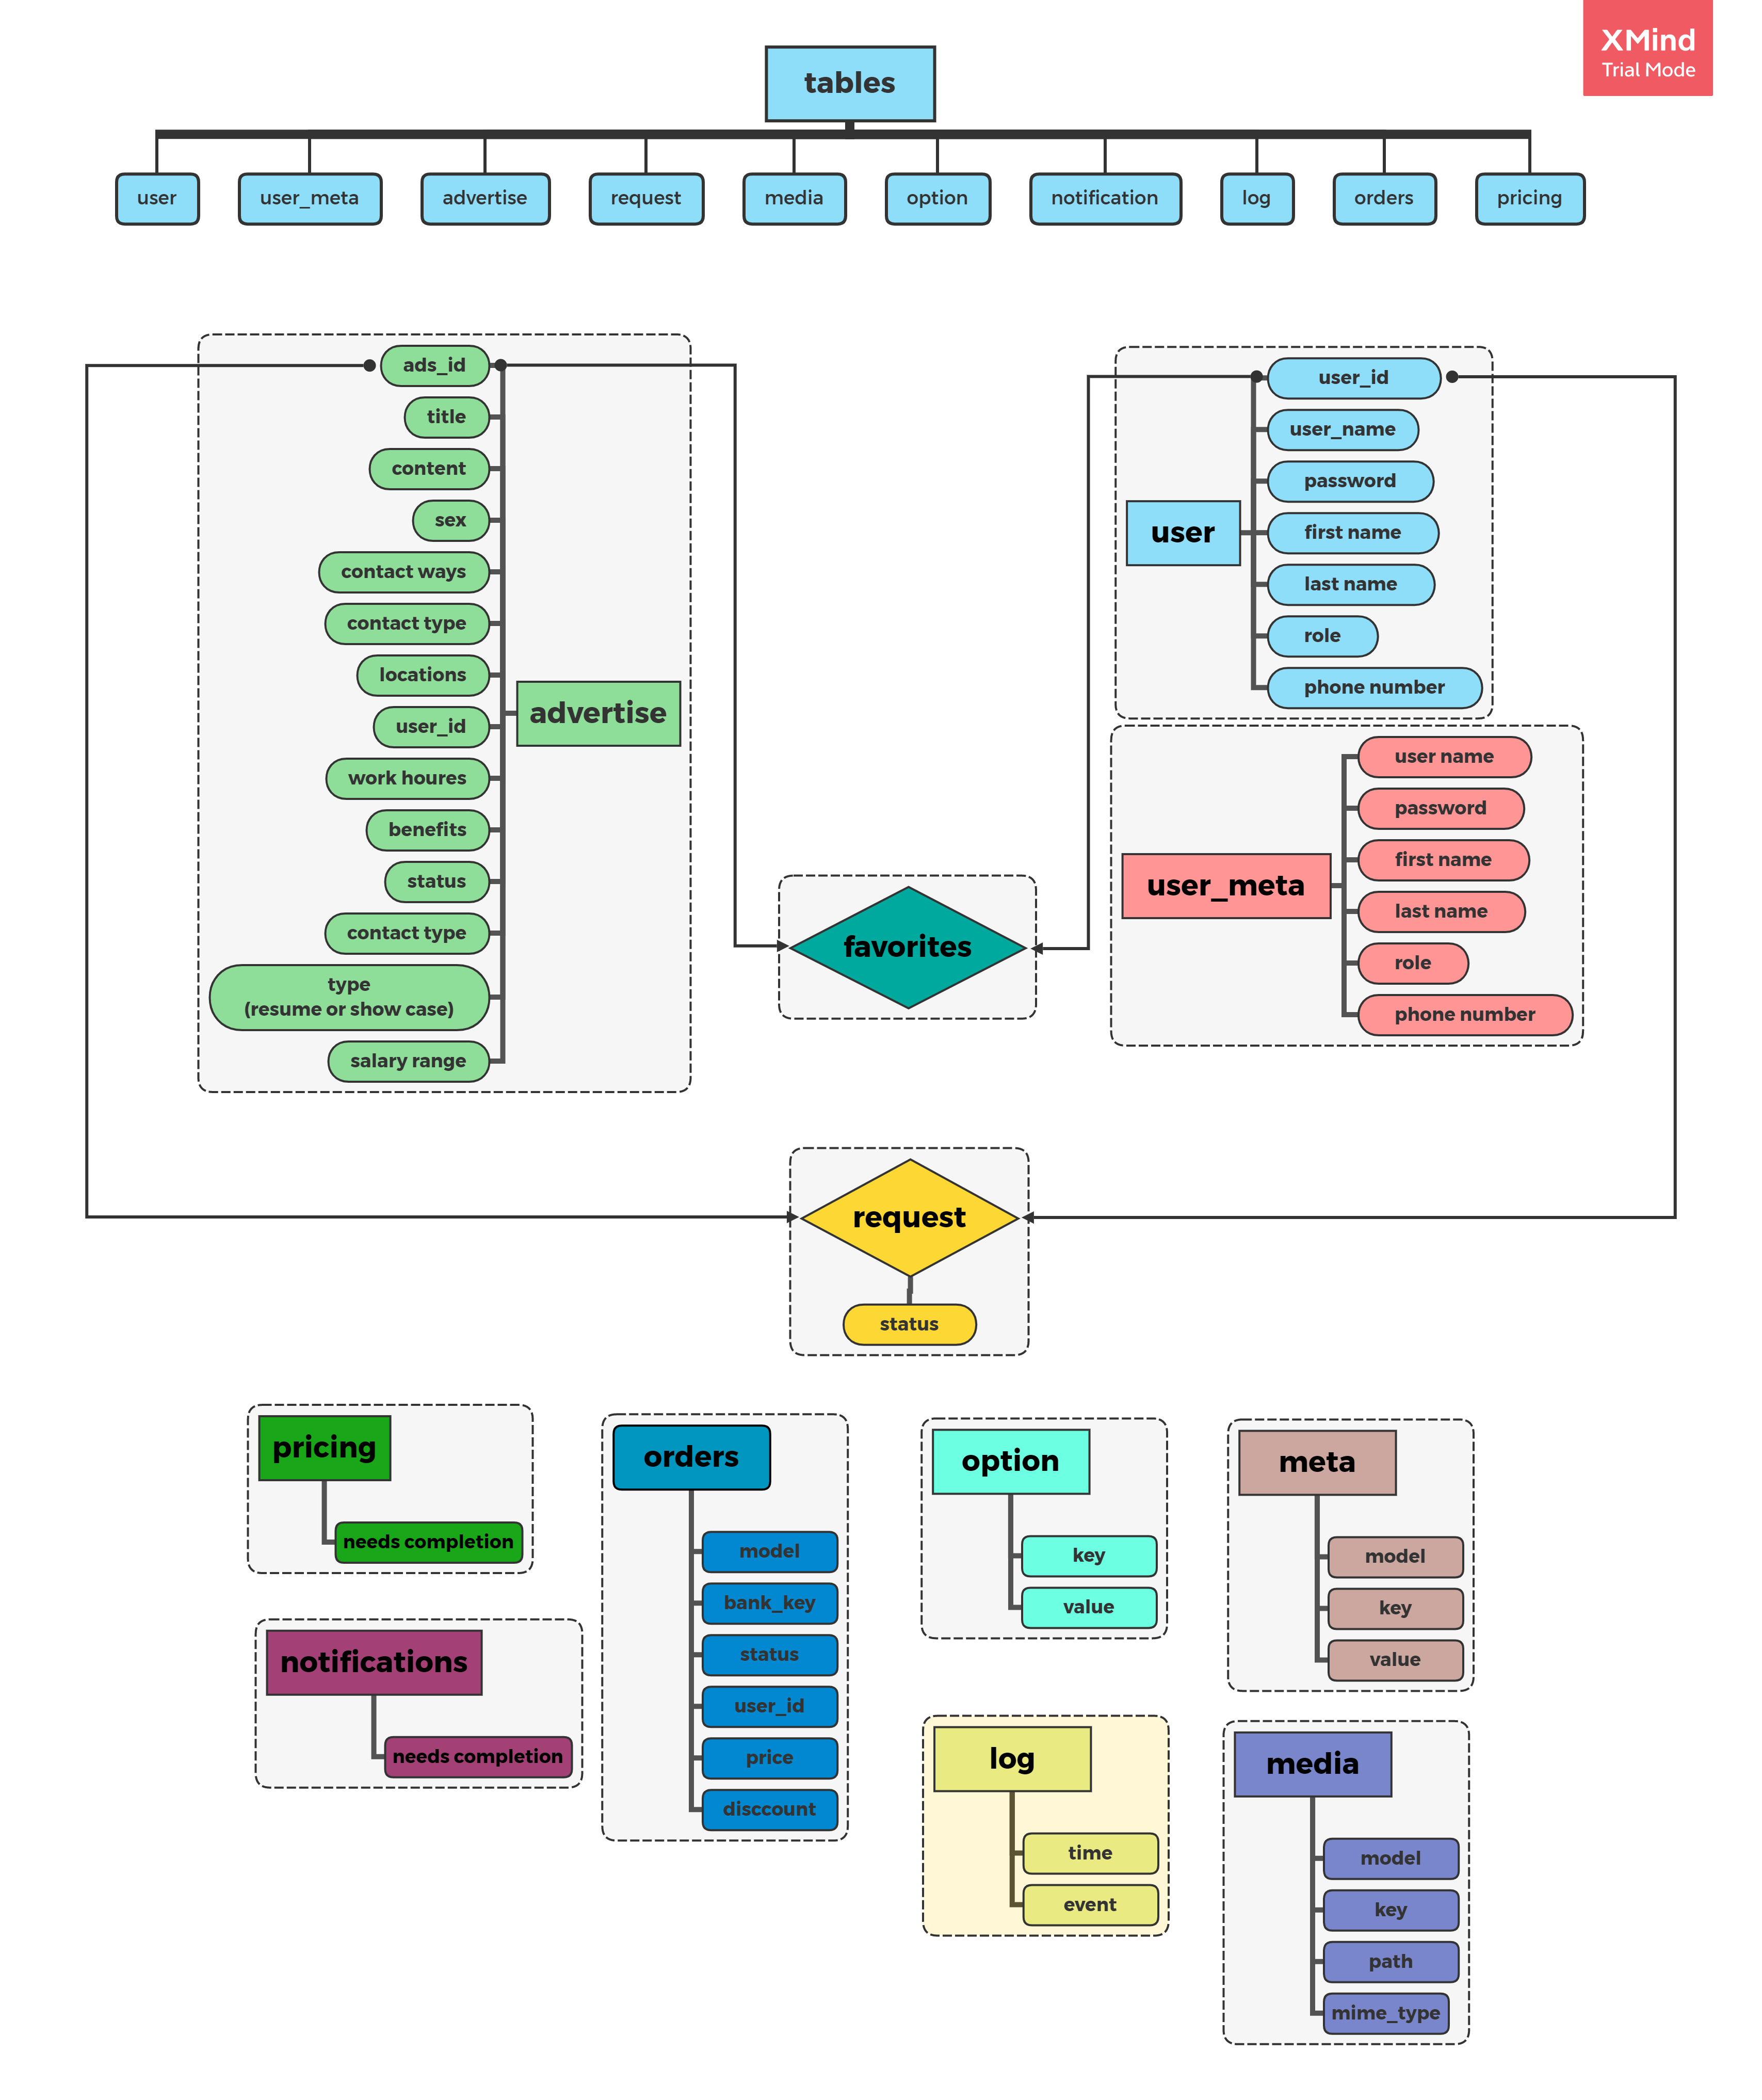 XMind
Trial Mode
tables
user
user_meta
advertise
request
media
option
notification
log
orders
pricing
ads_id
title
content
sex
contact ways
contact type
locations
user_id
work houres
benefits
status
contact type
type
(resume or show case)
salary range
advertise
favorites
user
user_id
user_name
password
first name
last name
role
phone number
user_meta
user name
password
first name
last name
role
phone number
request
status
pricing
needs completion
notifications
needs completion
orders
model
bank_key
status
user_id
price
disccount
option
key
value
log
time
event
meta
model
key
value
media
model
key
path
mime_type